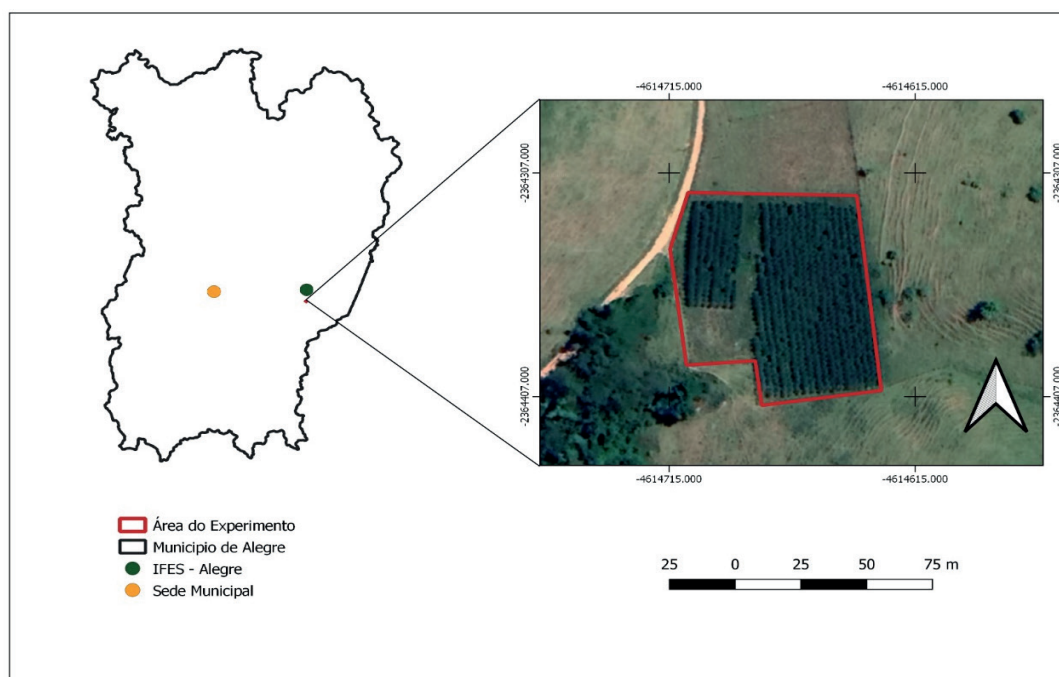 -4614715.000
-4614615.000
-2364307.000
-2364307.000
-2364407.000
-2364407.000
-4614715.000
-4614615.000
Área do Experimento
Municipio de Alegre
IFES - Alegre
Sede Municipal
25 0 25 50 75 m